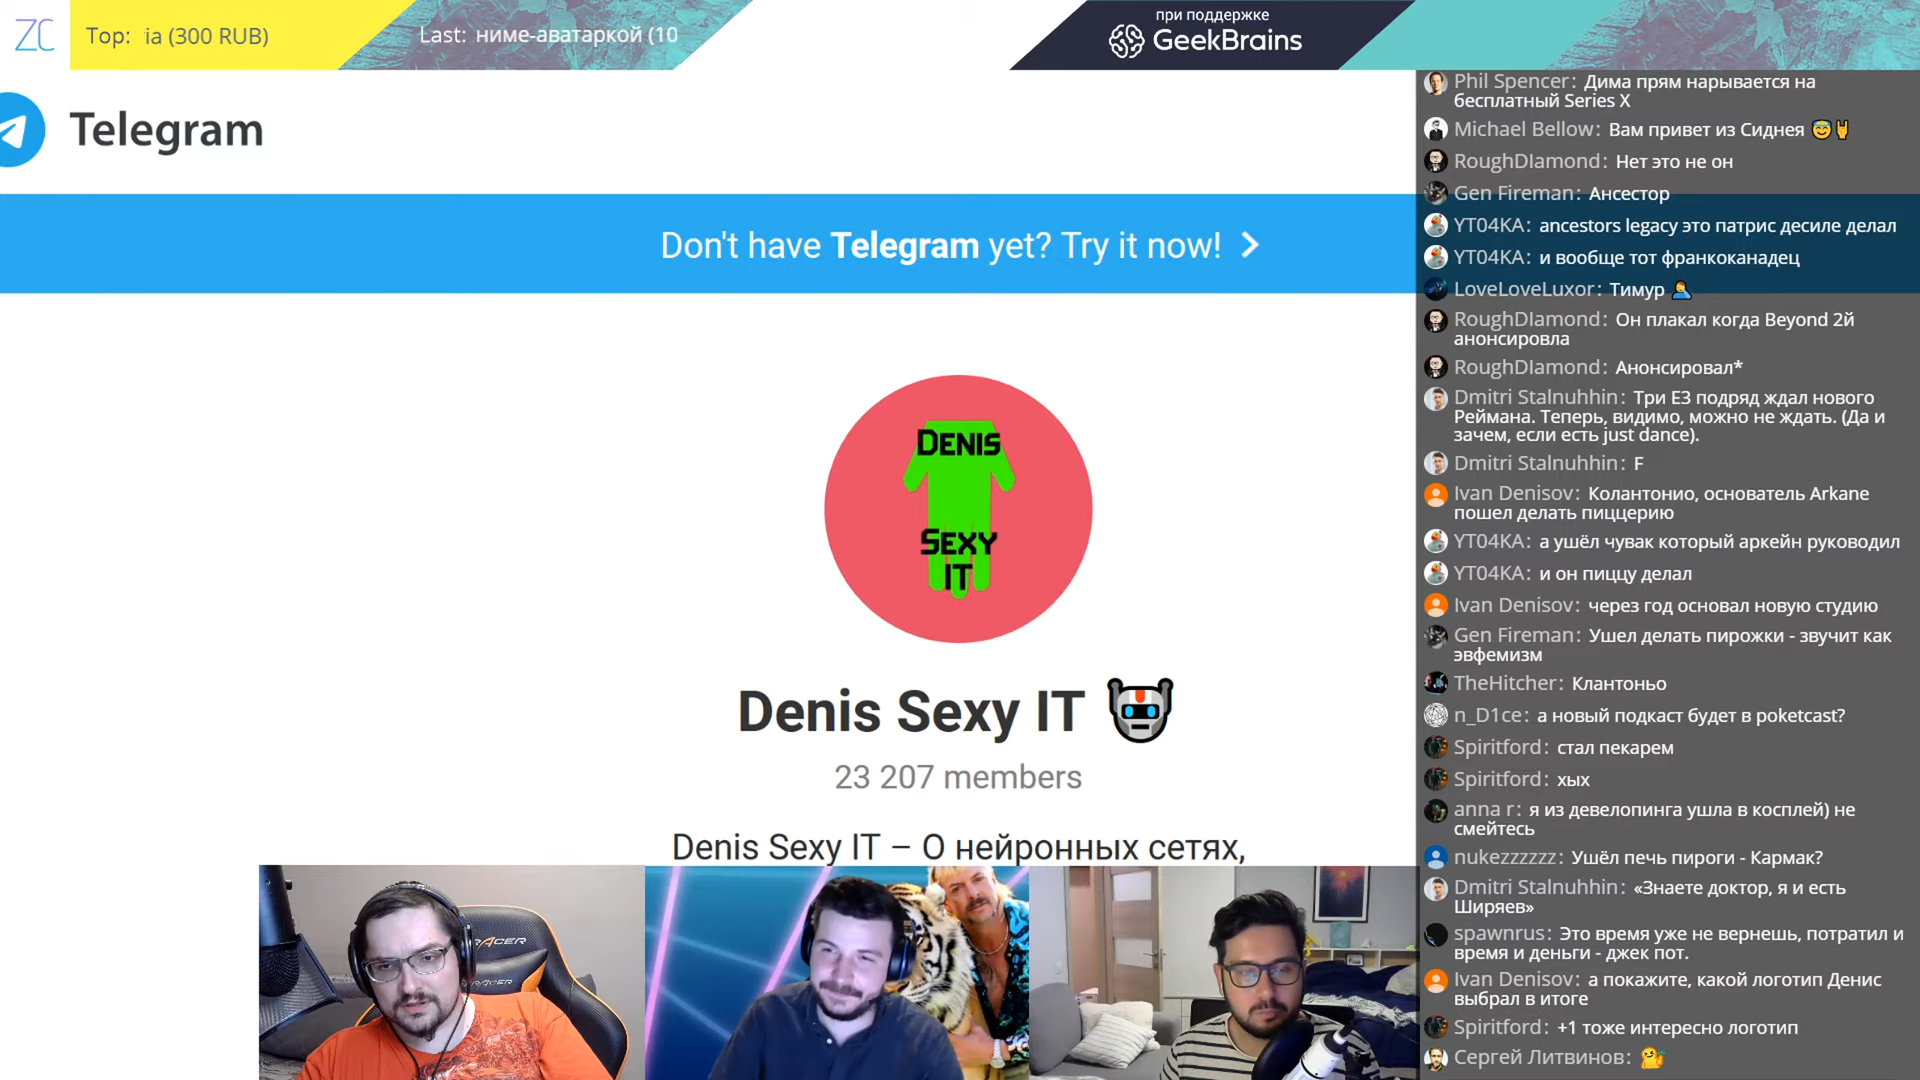 ZC
Top: ia (300 RUB)
Last: ниме-аватаркой (10
при поддержке
GeekBrains
Telegram
Don't have Telegram yet? Try it now!
DENIS
SEXY
IT
Denis Sexy IT
23 207 members
Denis Sexy IT – О нейронных сетях,
RACER
RACER
Phil Spencer: Дима прям нарывается на
бесплатный Series X
Michael Bellow: Вам привет из Сиднея
RoughDIamond: Нет это не он
Gen Fireman: Ансестор
YT04KA: ancestors legacy это патрис десиле делал
YT04KA: и вообще тот франкоканадец
LoveLoveLuxor: Тимур
RoughDIamond: Он плакал когда Beyond 2й
анонсировла
RoughDIamond: Анонсировал*
Dmitri Stalnuhhin: Три E3 подряд ждал нового
Реймана. Теперь, видимо, можно не ждать. (Да и
зачем, если есть just dance).
Dmitri Stalnuhhin: F
Ivan Denisov: Колантонио, основатель Arkane
пошел делать пиццерию
YT04KA: а ушёл чувак который аркейн руководил
YT04KA: и он пиццу делал
Ivan Denisov: через год основал новую студию
Gen Fireman: Ушел делать пирожки - звучит как
эвфемизм
TheHitcher: Клантоньо
n_D1ce: а новый подкаст будет в poketcast?
Spiritford: стал пекарем
Spiritford: хых
anna r: я из девелопинга ушла в косплей) не
смейтесь
nukezzzzzz: Ушёл печь пироги - Кармак?
Dmitri Stalnuhhin: «Знаете доктор, я и есть
Ширяев»
spawnrus: Это время уже не вернешь, потратил и
время и деньги - джек пот.
Ivan Denisov: а покажите, какой логотип Денис
выбрал в итоге
Spiritford: +1 тоже интересно логотип
Сергей Литвинов: